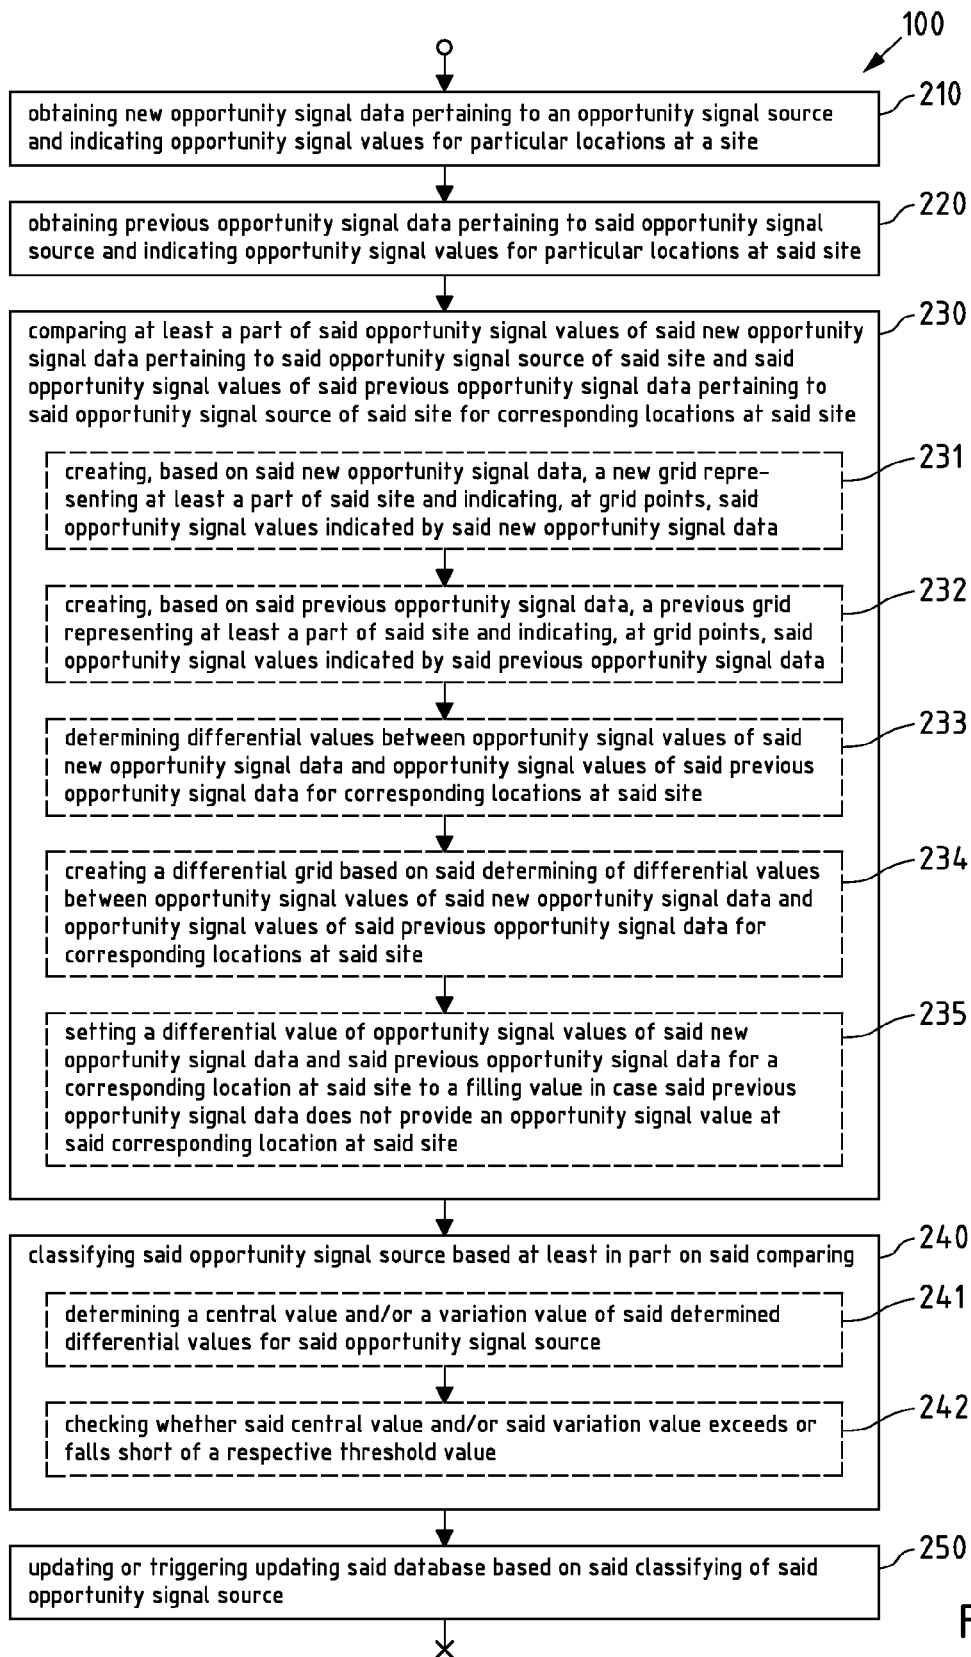 100
210
obtaining new opportunity signal data pertaining to an opportunity signal source
and indicating opportunity signal values for particular locations at a site
220
obtaining previous opportunity signal data pertaining to said opportunity signal
source and indicating opportunity signal values for particular locations at said site
230
comparing at least a part of said opportunity signal values of said new opportunity
signal data pertaining to said opportunity signal source of said site and said
opportunity signal values of said previous opportunity signal data pertaining to
said opportunity signal source of said site for corresponding locations at said site
231
creating, based on said new opportunity signal data, a new grid repre-
senting at least a part of said site and indicating, at grid points, said
opportunity signal values indicated by said new opportunity signal data
232
creating, based on said previous opportunity signal data, a previous grid
representing at least a part of said site and indicating, at grid points, said
opportunity signal values indicated by said previous opportunity signal data
233
determining differential values between opportunity signal values of said
new opportunity signal data and opportunity signal values of said previous
opportunity signal data for corresponding locations at said site
234
creating a differential grid based on said determining of differential values
between opportunity signal values of said new opportunity signal data and
opportunity signal values of said previous opportunity signal data for
corresponding locations at said site
235
setting a differential value of opportunity signal values of said new
opportunity signal data and said previous opportunity signal data for a
corresponding location at said site to a filling value in case said previous
opportunity signal data does not provide an opportunity signal value at
said corresponding location at said site
240
classifying said opportunity signal source based at least in part on said comparing
241
determining a central value and/or a variation value of said determined
differential values for said opportunity signal source
242
checking whether said central value and/or said variation value exceeds or
falls short of a respective threshold value
250
updating or triggering updating said database based on said classifying of said
opportunity signal source
F